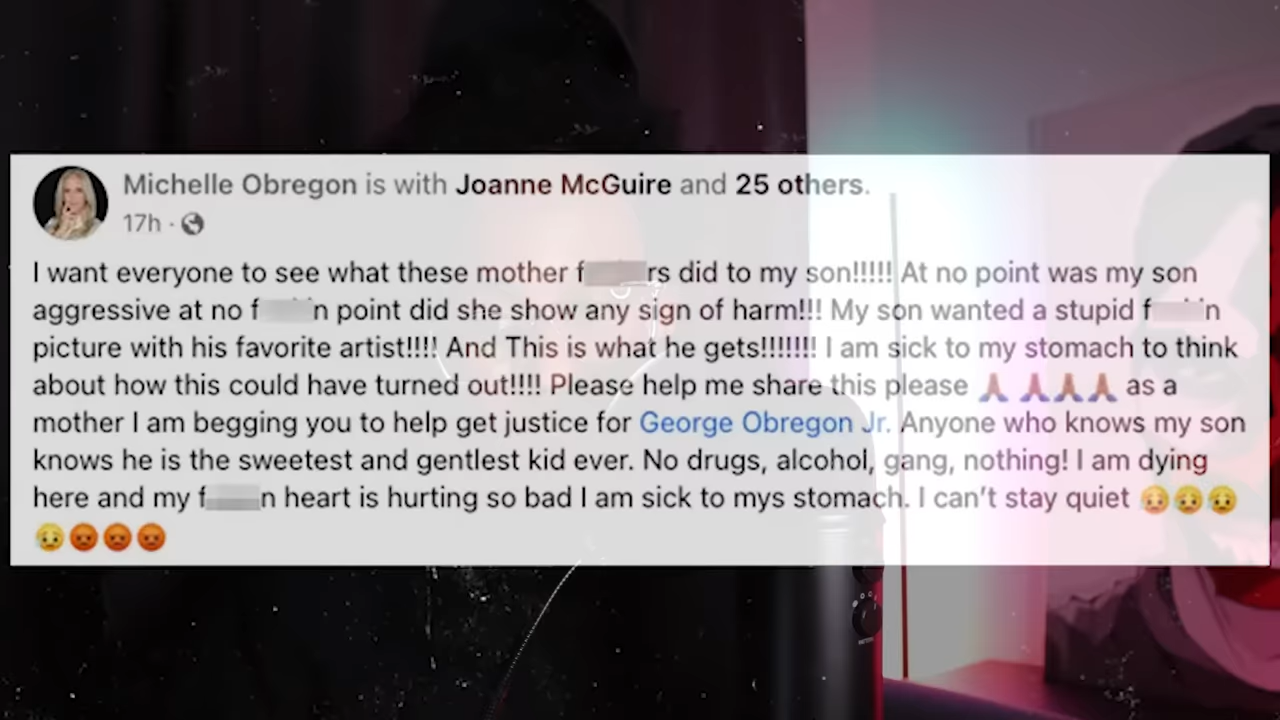 Michelle Obregon is with Joanne McGuire and 25 others.
17h ·
I want everyone to see what these mother f rs did to my son!!!!! At no point was my son
aggressive at no f n point did she show any sign of harm!!! My son wanted a stupid f n
picture with his favorite artist!!!! And This is what he gets!!!!!!! I am sick to my stomach to think
about how this could have turned out!!!! Please help me share this please 🙏🏽 🙏🏽🙏🏽🙏🏽 as a
mother I am begging you to help get justice for George Obregon Jr. Anyone who knows my son
knows he is the sweetest and gentlest kid ever. No drugs, alcohol, gang, nothing! I am dying
here and my f n heart is hurting so bad I am sick to mys stomach. I can’t stay quiet 😥😥😥
😥😡😡😡